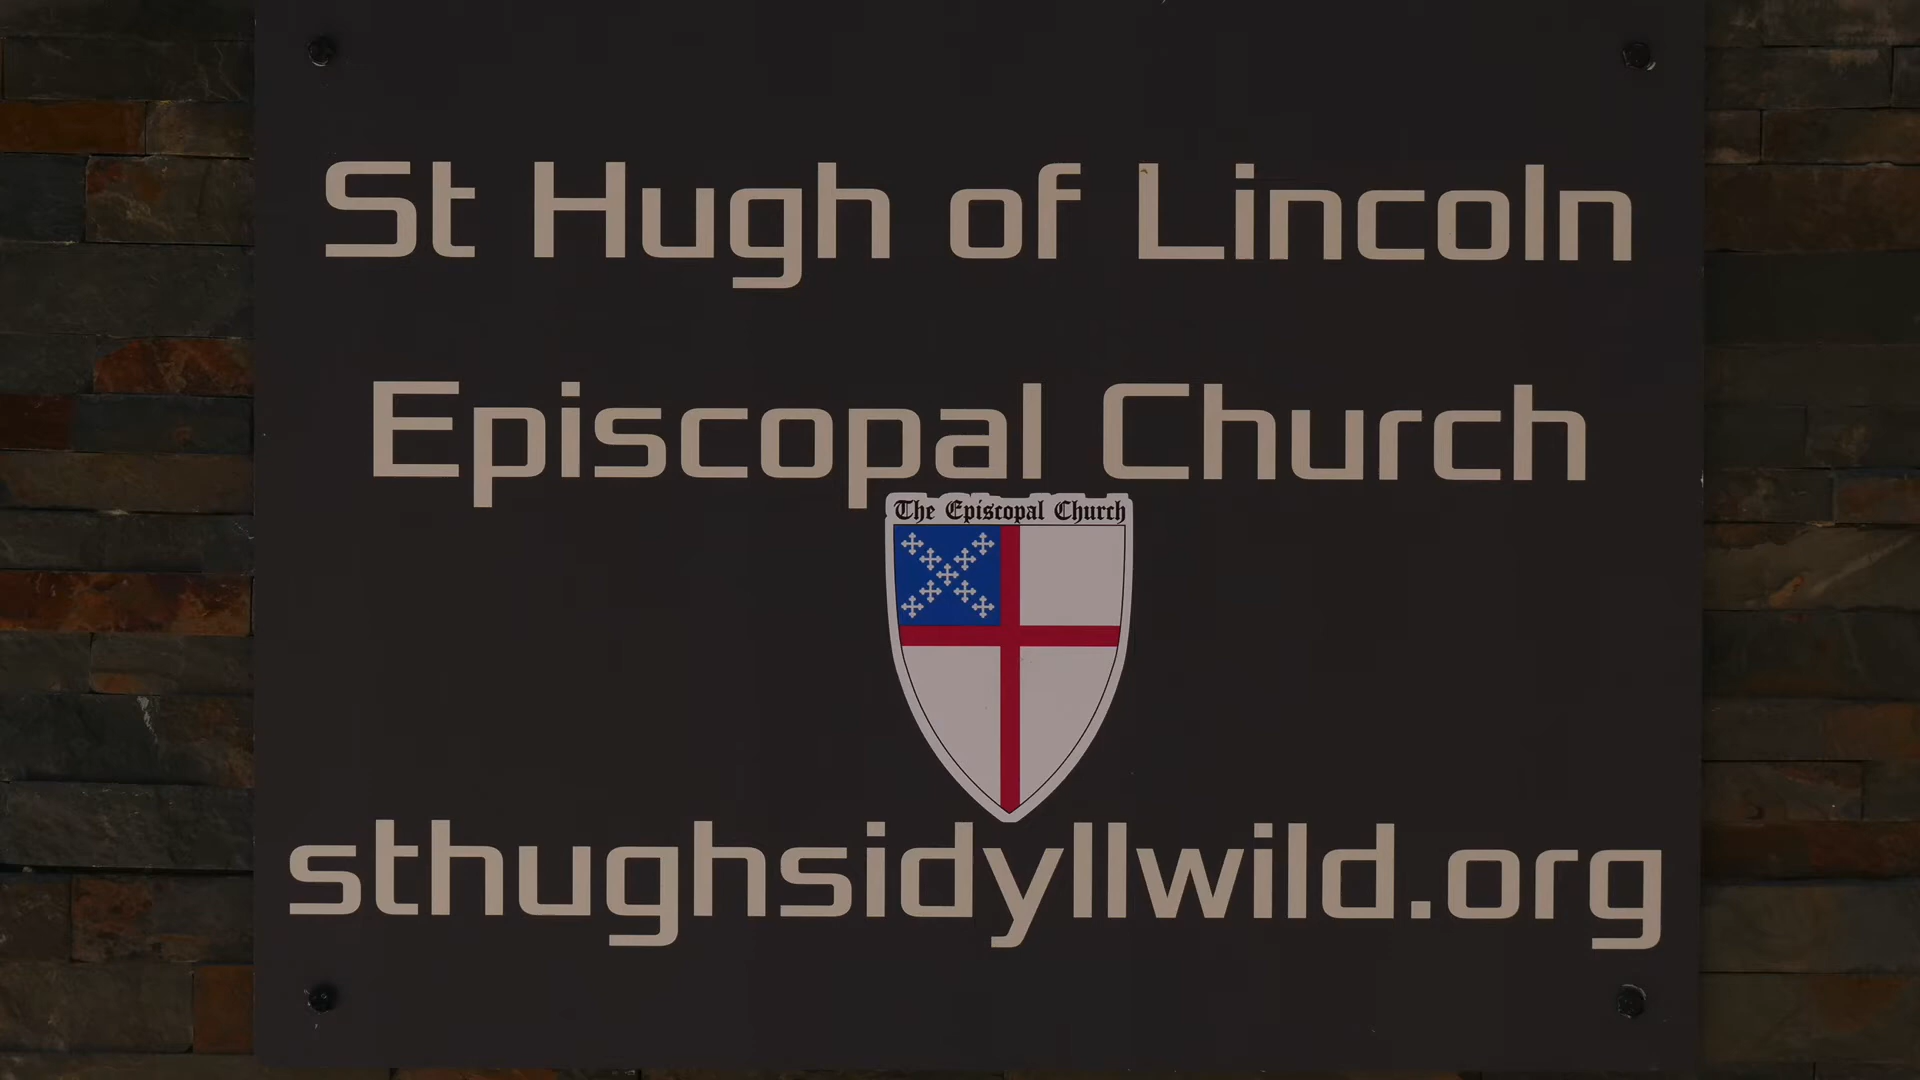 St Hugh of Lincoln
Episcopal Church
The Episcopal Church
sthughsidyllwild.org